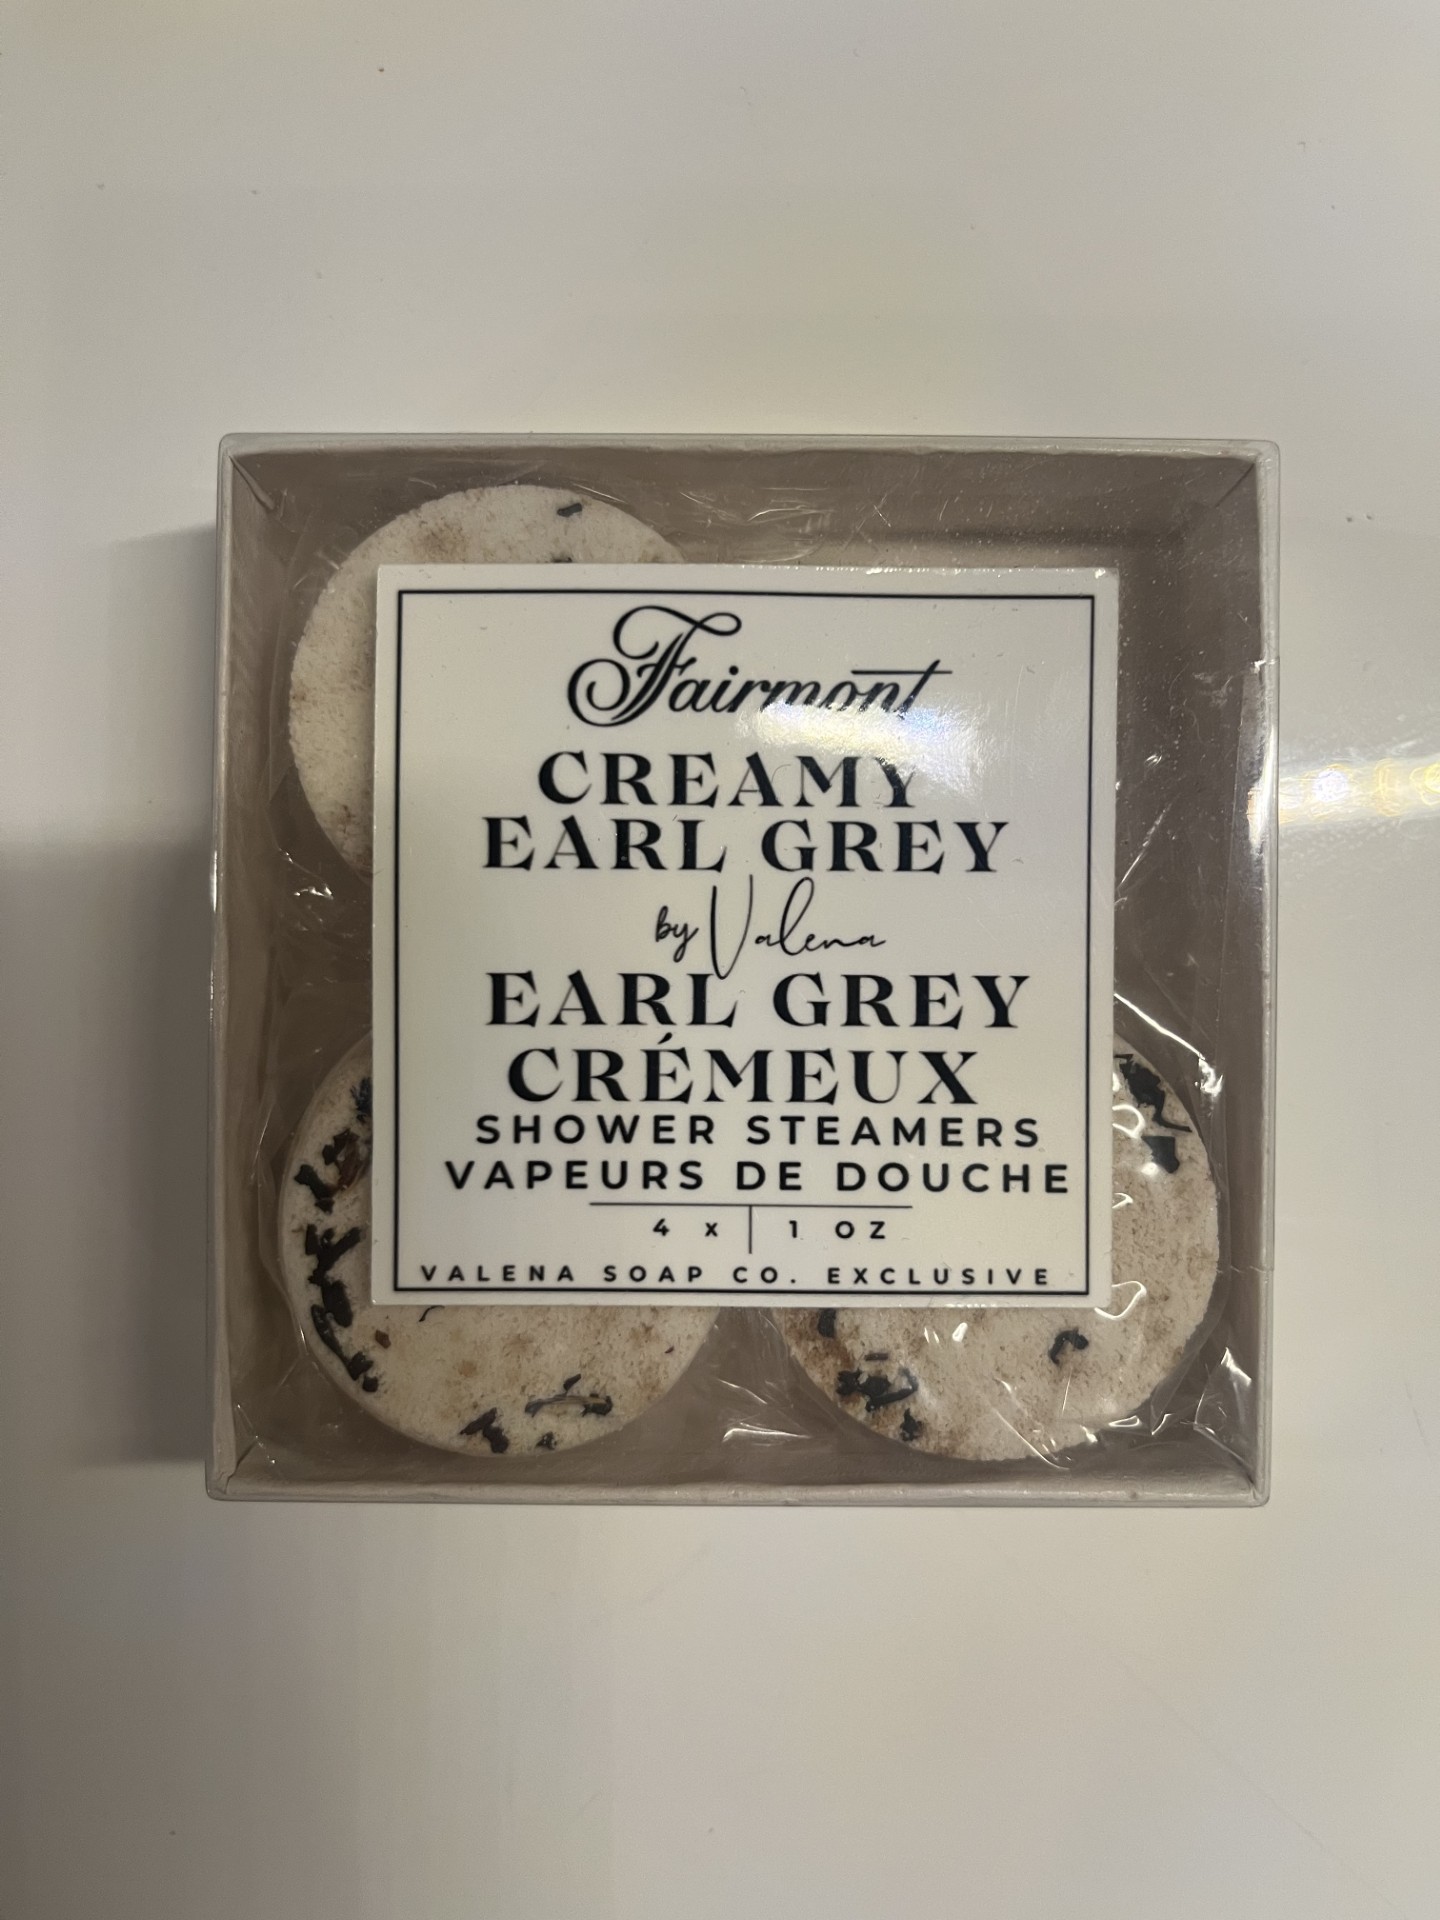 Fairmont
CREAMY
EARL GREY
by Valena
EARL GREY
CRÉMEUX
SHOWER STEAMERS
VAPEURS DE DOUCHE
4 x 1 OZ
VALENA SOAP CO. EXCLUSIVE